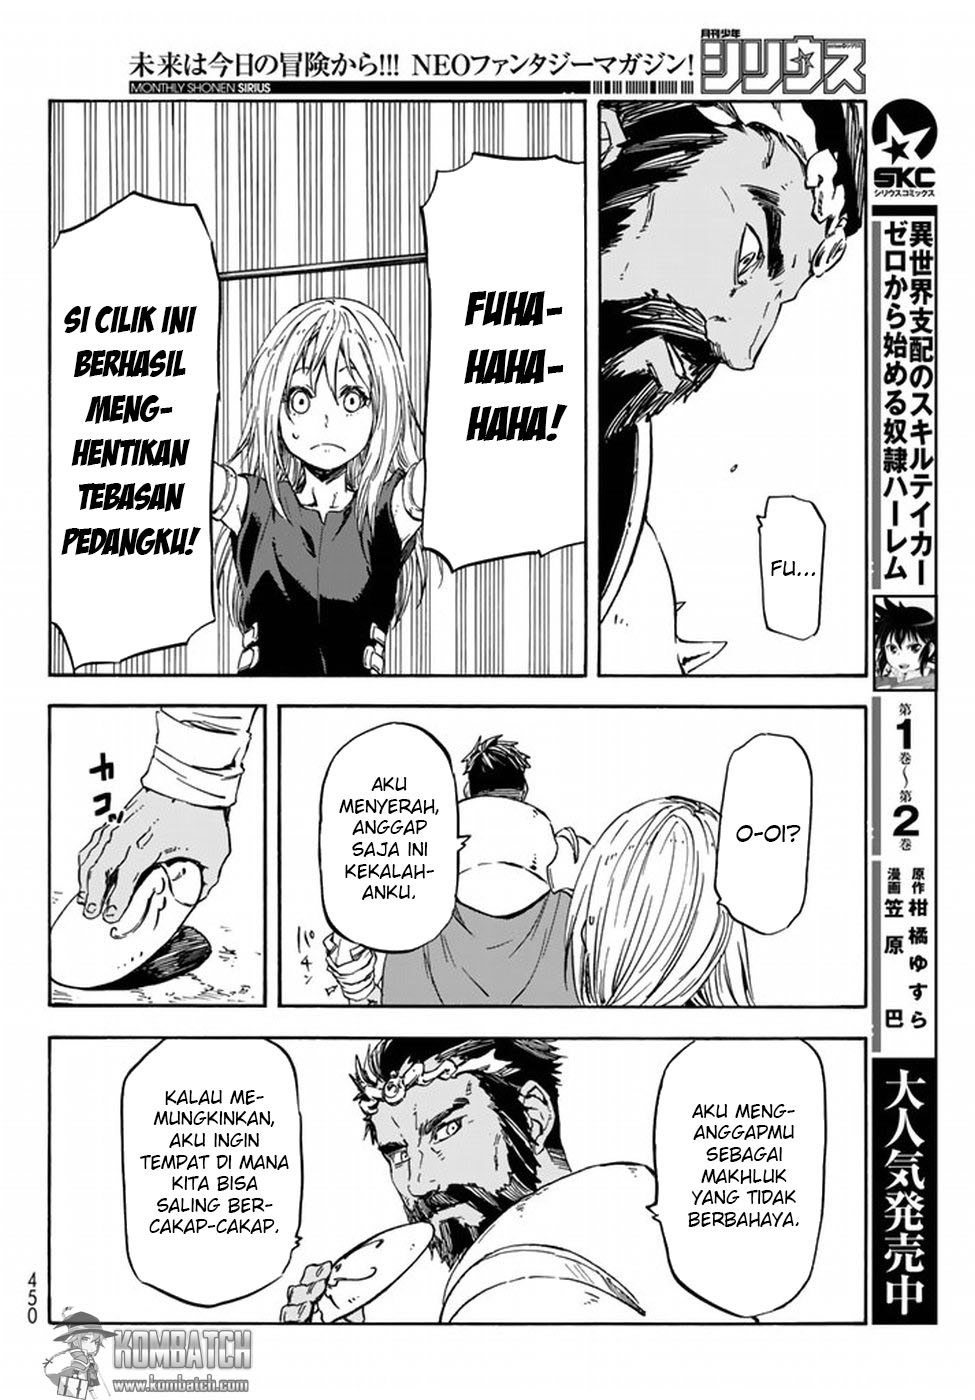 未来は今日の冒険から!!! NEOファンタジーマガジン!
月刊少年
シリウス
MONTHLY SHONEN SIRIUS
SKC
シリウスコミックス
異世界支配のスキルテイカー
ゼロから始める奴隷ハーレム
第1巻~第2巻
原作 柑橘ゆすら
漫画 笠原 巴
大人気発売中
FU...
FUHA-
HAHA-
HAHA!
SI CILIK INI
BERHASIL
MENG-
HENTIKAN
TEBASAN
PEDANGKU!
O-OI?
AKU
MENYERAH,
ANGGAP
SAJA INI
KEKALAH-
ANKU.
パチン
カコ
AKU MENG-
ANGGAPMU
SEBAGAI
MAKHLUK
YANG TIDAK
BERBAHAYA.
KALAU ME-
MUNGKINKAN,
AKU INGIN
TEMPAT DI MANA
KITA BISA
SALING BER-
CAKAP-CAKAP.
450
KOMBATCH
www.kombatch.com